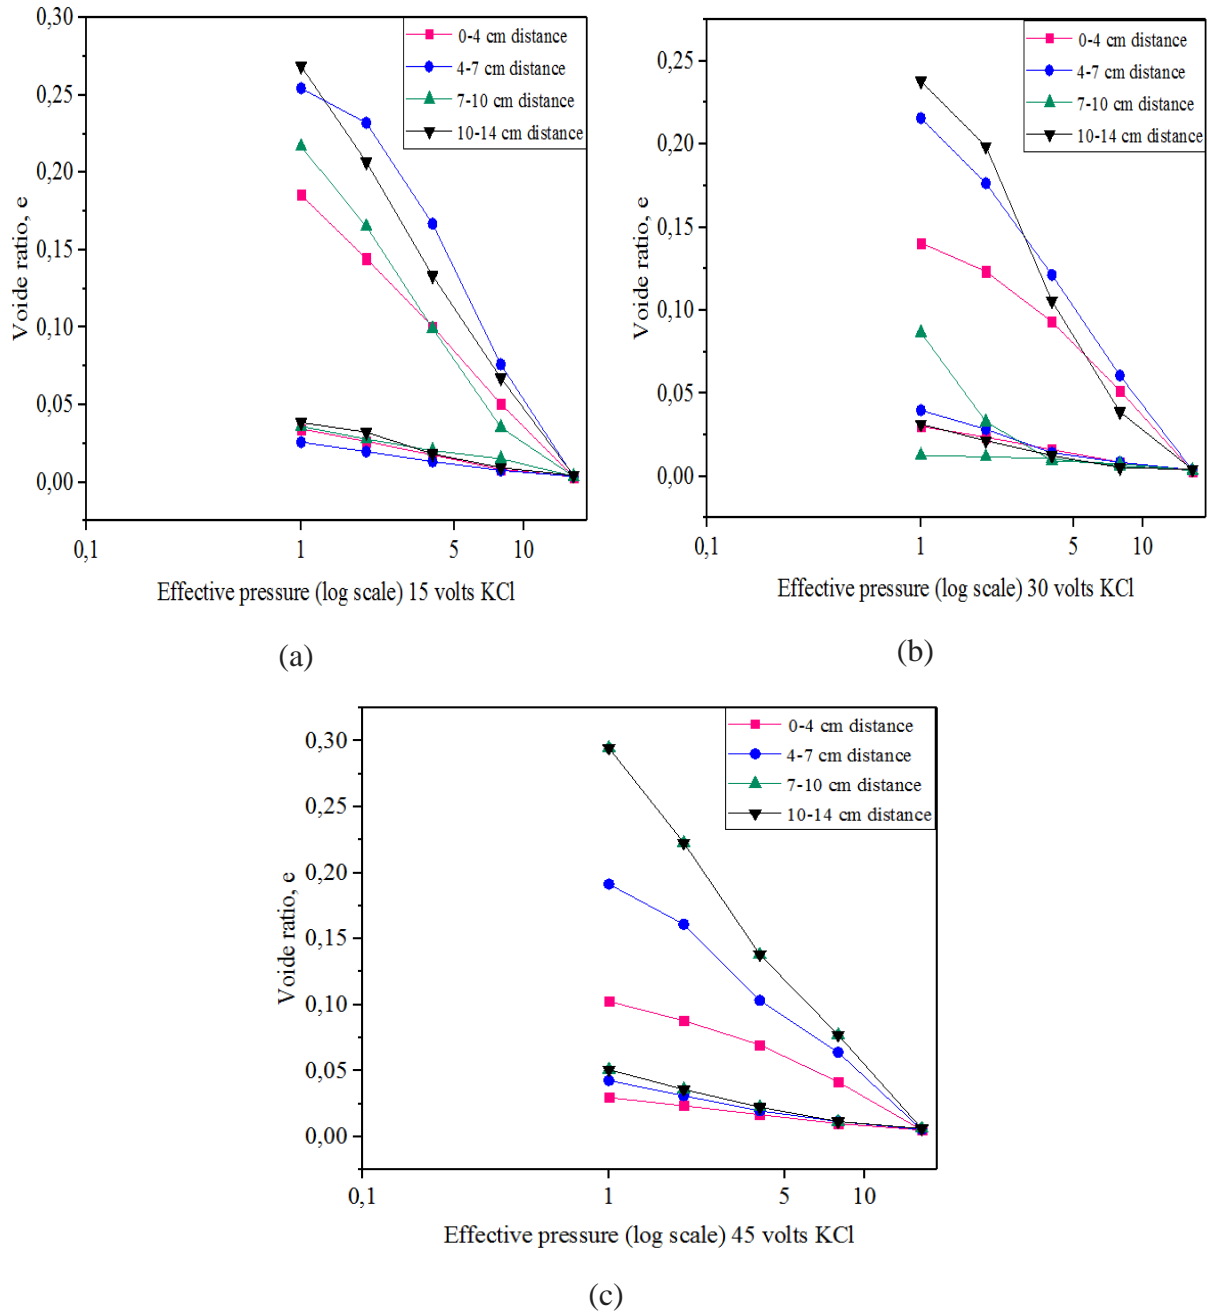 0,30
0,25
0,20
0,15
0,10
0,05
0,00
Voide ratio, e
0-4 cm distance
4-7 cm distance
7-10 cm distance
10-14 cm distance
0,1
1
5
10
Effective pressure (log scale) 15 volts KCl
(a)
0,25
0,20
0,15
0,10
0,05
0,00
Voide ratio, e
0-4 cm distance
4-7 cm distance
7-10 cm distance
10-14 cm distance
0,1
1
5
10
Effective pressure (log scale) 30 volts KCl
(b)
0,30
0,25
0,20
0,15
0,10
0,05
0,00
Voide ratio, e
0-4 cm distance
4-7 cm distance
7-10 cm distance
10-14 cm distance
0,1
1
5
10
Effective pressure (log scale) 45 volts KCl
(c)